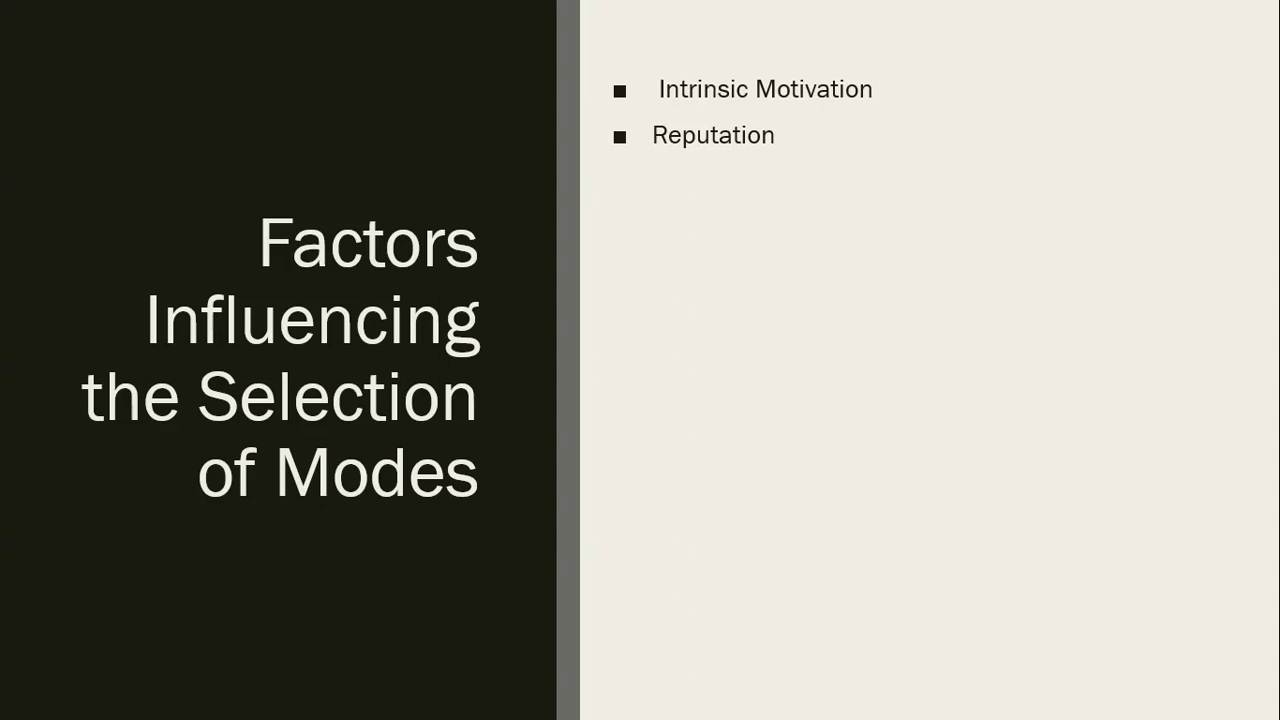 Factors
Influencing
the Selection
of Modes
■ Intrinsic Motivation
■ Reputation